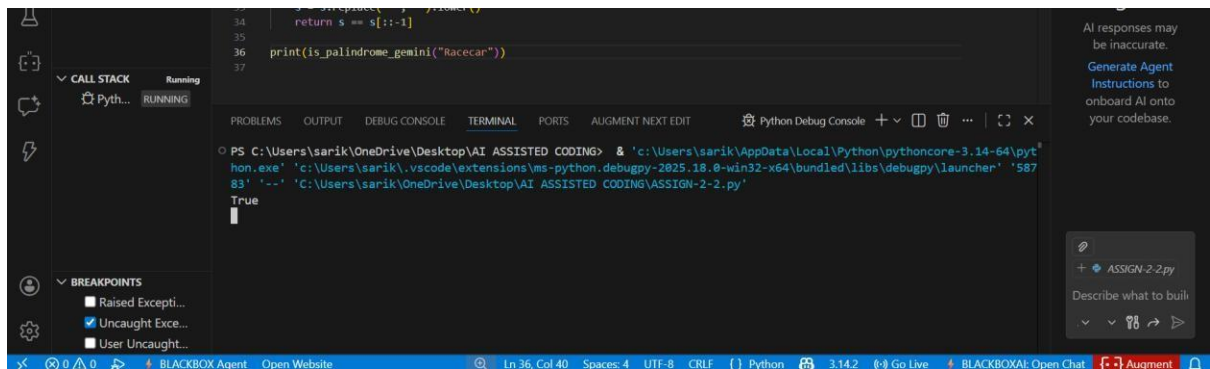 34 return s == s[::-1]
35
36 print(is_palindrome_gemini("Racecar"))
37
CALL STACK Running
Pyth... RUNNING
PROBLEMS OUTPUT DEBUG CONSOLE TERMINAL PORTS AUGMENT NEXT EDIT Python Debug Console
PS C:\Users\sarik\OneDrive\Desktop\AI ASSISTED CODING> & 'c:\Users\sarik\AppData\Local\Python\pythoncore-3.14-64\pyt
hon.exe' 'c:\Users\sarik\.vscode\extensions\ms-python.debugpy-2025.18.0-win32-x64\bundled\libs\debugpy\launcher' '587
83' '--' 'C:\Users\sarik\OneDrive\Desktop\AI ASSISTED CODING\ASSIGN-2-2.py'
True
BREAKPOINTS
Raised Excepti...
Uncaught Exce...
User Uncaught...
AI responses may
be inaccurate.
Generate Agent
Instructions to
onboard AI onto
your codebase.
ASSIGN-2-2.py
Describe what to buil
0 0 BLACKBOX Agent Open Website Ln 36, Col 40 Spaces: 4 UTF-8 CRLF { } Python 3.14.2 Go Live BLACKBOXAI: Open Chat Augment